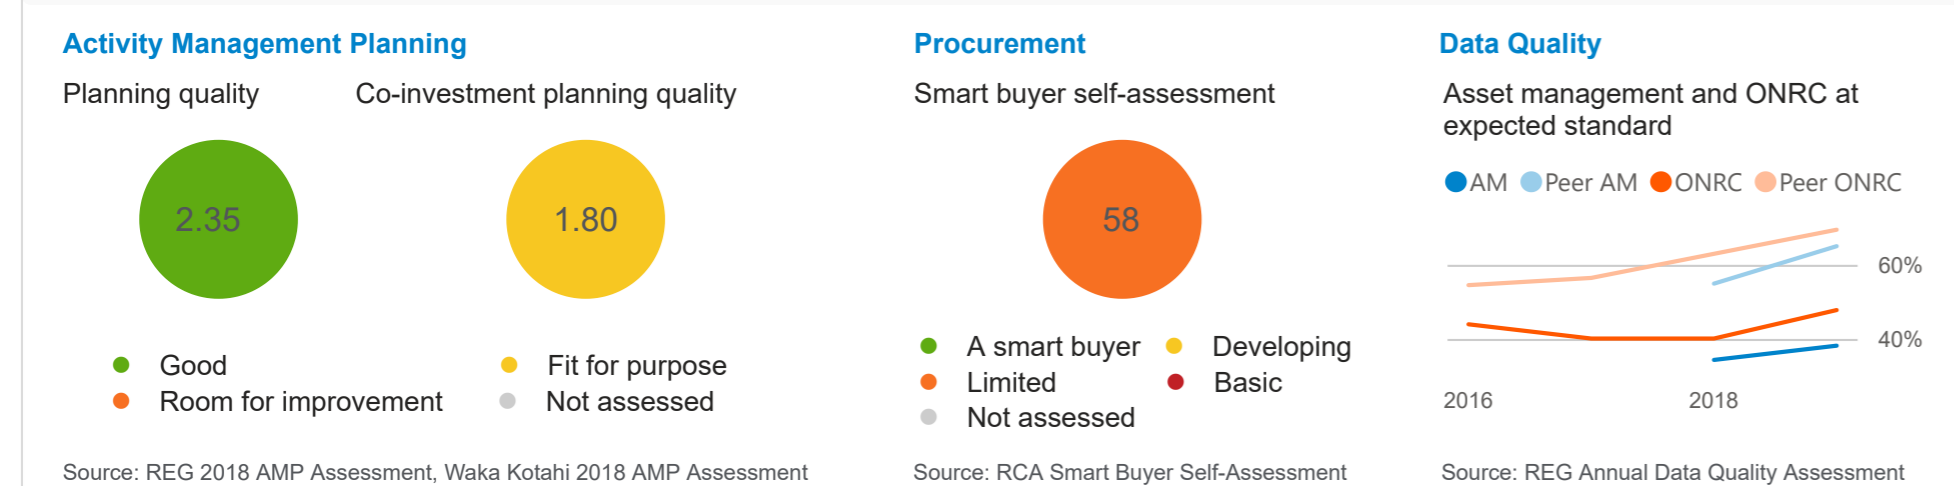 Activity Management Planning
Planning quality
Co-investment planning quality
2.35
1.80
Good
Fit for purpose
Room for improvement
Not assessed
Source: REG 2018 AMP Assessment, Waka Kotahi 2018 AMP Assessment
Procurement
Smart buyer self-assessment
58
A smart buyer
Developing
Limited
Basic
Not assessed
Source: RCA Smart Buyer Self-Assessment
Data Quality
Asset management and ONRC at
expected standard
AM Peer AM ONRC Peer ONRC
60%
40%
2016
2018
Source: REG Annual Data Quality Assessment